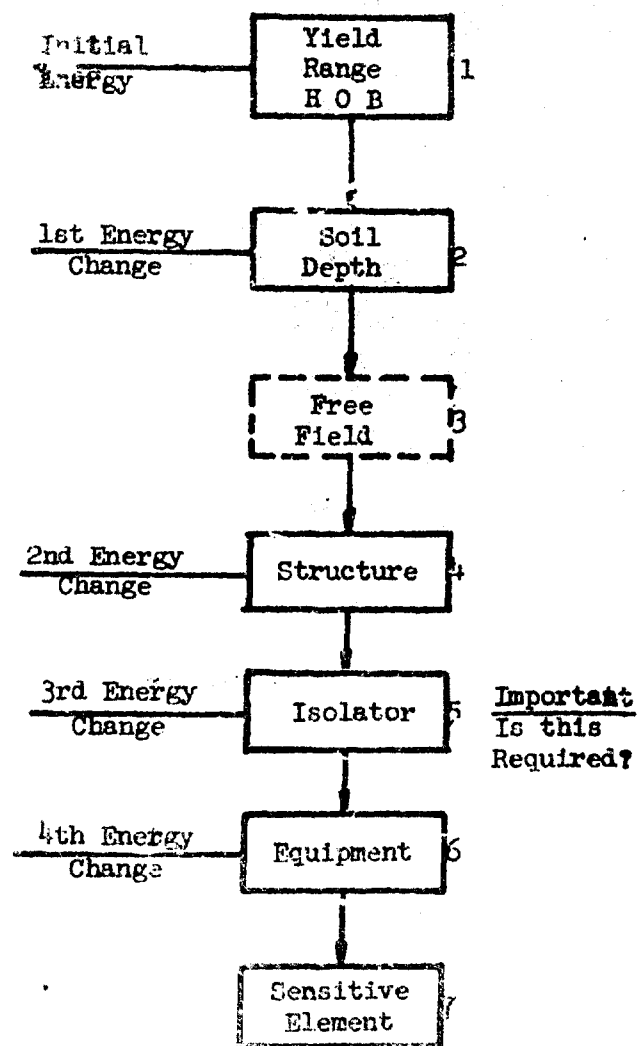 Initial
Energy
Yield
Range
H O B
1
1st Energy
Change
Soil
Depth
2
Free
Field
3
2nd Energy
Change
Structure
4
3rd Energy
Change
Isolator
5
Important
Is this
Required?
4th Energy
Change
Equipment
6
Sensitive
Element
7